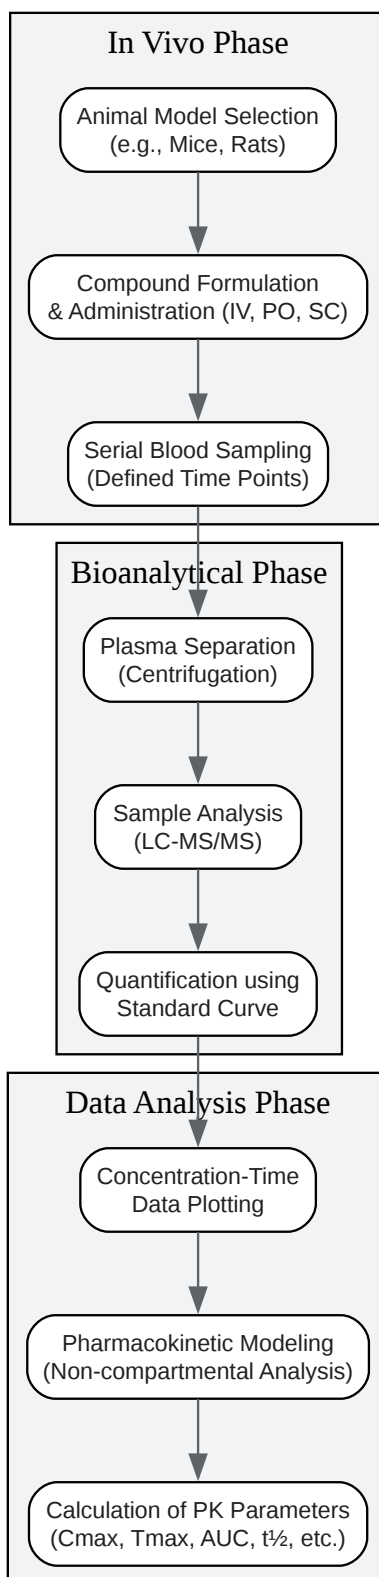 In Vivo Phase
Animal Model Selection
(e.g., Mice, Rats)
Compound Formulation
& Administration (IV, PO, SC)
Serial Blood Sampling
(Defined Time Points)
Bioanalytical Phase
Plasma Separation
(Centrifugation)
Sample Analysis
(LC-MS/MS)
Quantification using
Standard Curve
Data Analysis Phase
Concentration-Time
Data Plotting
Pharmacokinetic Modeling
(Non-compartmental Analysis)
Calculation of PK Parameters
(Cmax, Tmax, AUC, t½, etc.)